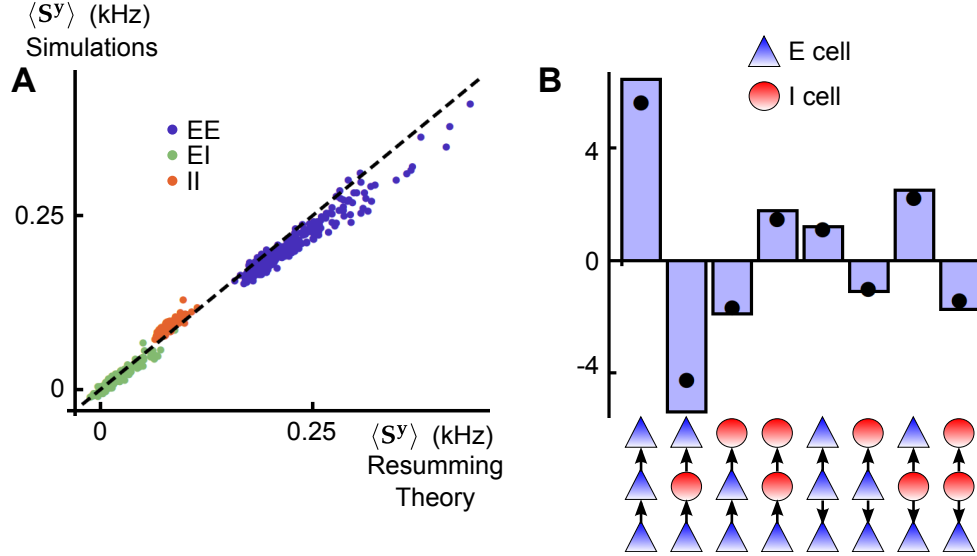 ⟨S^y⟩ (kHz)
Simulations
A
EE
EI
II
0.25
0
0
0.25
⟨S^y⟩ (kHz)
Resumming
Theory
B
E cell
I cell
4
0
-4